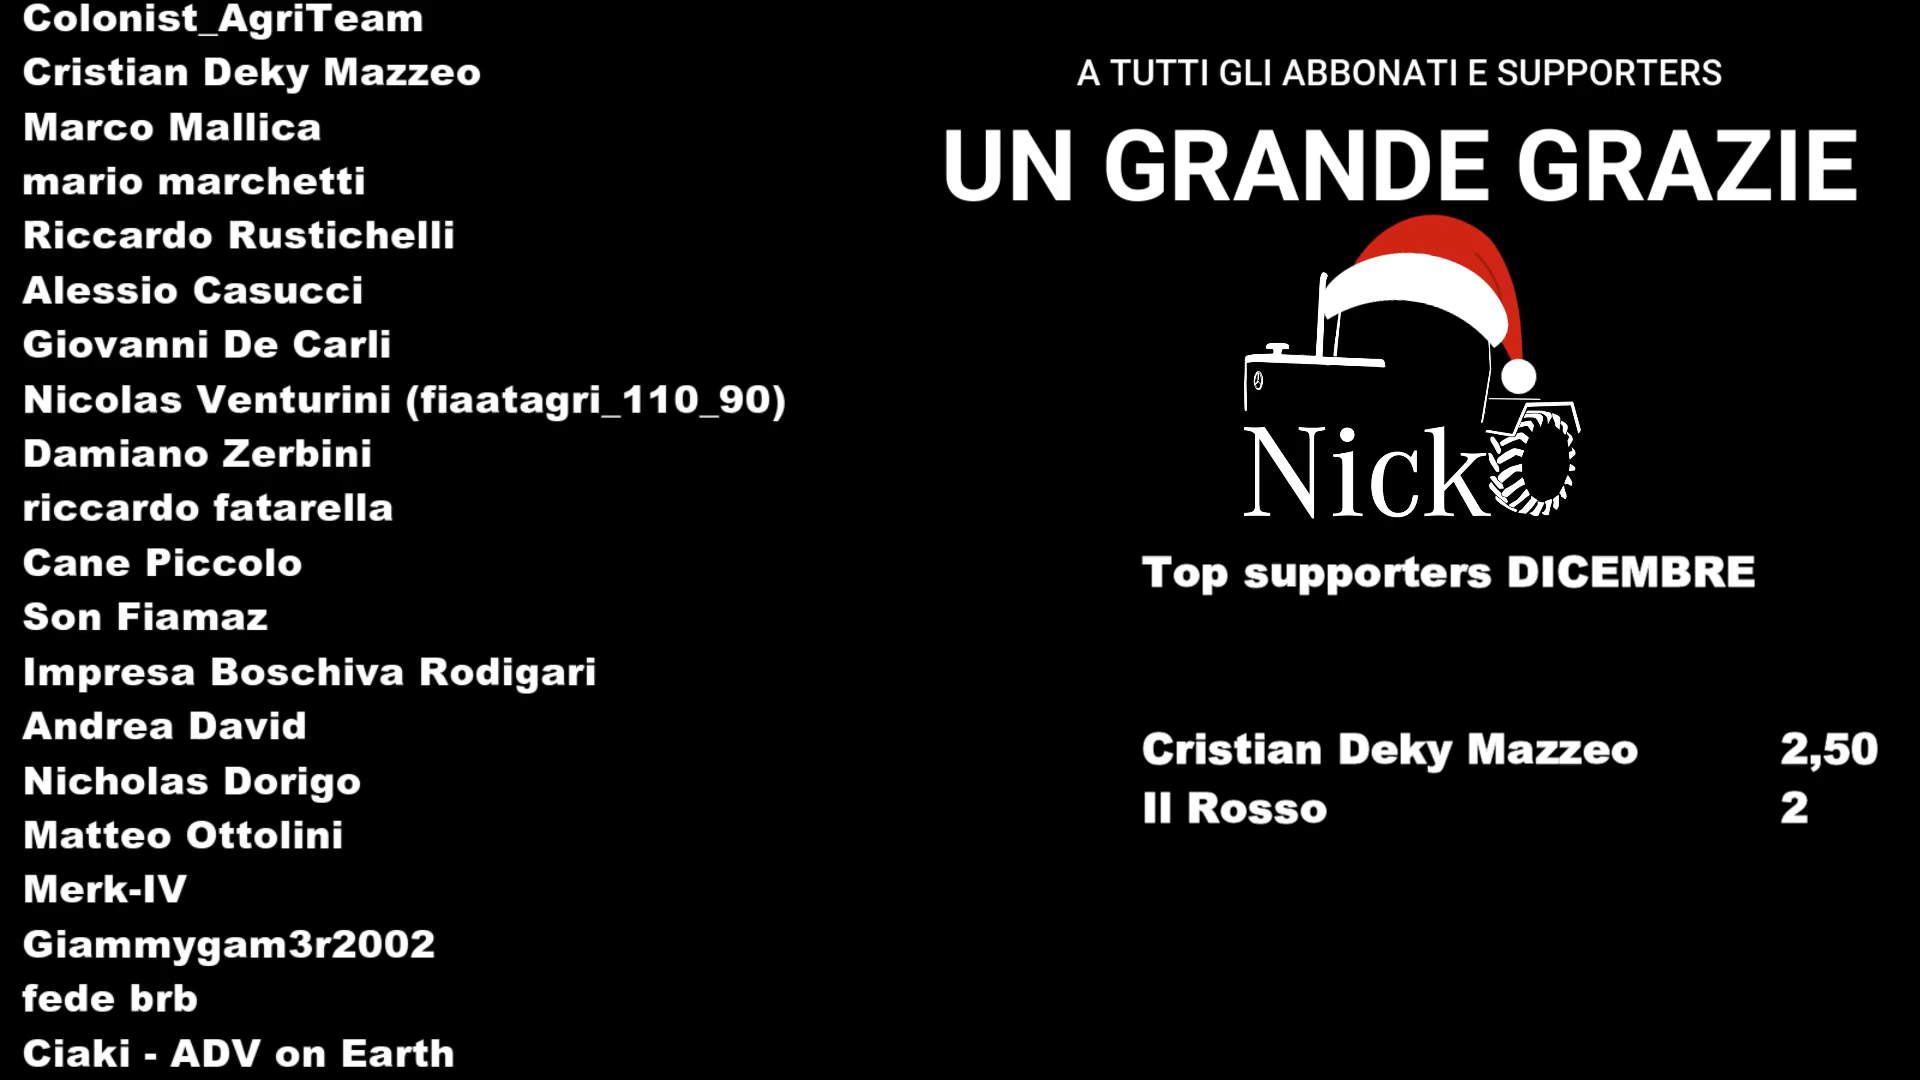 Colonist_AgriTeam
Cristian Deky Mazzeo
Marco Mallica
mario marchetti
Riccardo Rustichelli
Alessio Casucci
Giovanni De Carli
Nicolas Venturini (fiaatagri_110_90)
Damiano Zerbini
riccardo fatarella
Cane Piccolo
Son Fiamaz
Impresa Boschiva Rodigari
Andrea David
Nicholas Dorigo
Matteo Ottolini
Merk-IV
Giammygam3r2002
fede brb
Ciaki - ADV on Earth
A TUTTI GLI ABBONATI E SUPPORTERS
UN GRANDE GRAZIE
Nicko
Top supporters DICEMBRE
Cristian Deky Mazzeo 2,50
Il Rosso 2